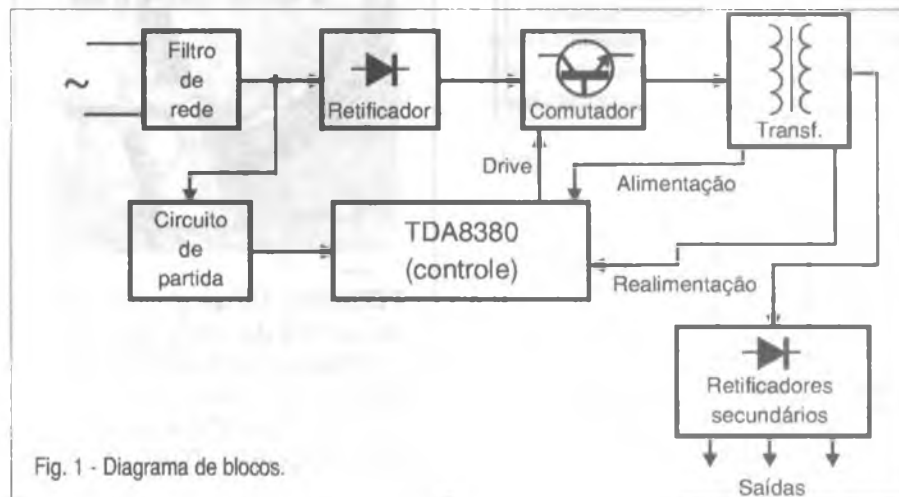 Filtro
de
rede
Retificador
Comutador
Transf.
Drive
Alimentação
Circuito
de
partida
TDA8380
(controle)
Realimentação
Retificadores
secundários
Fig. 1 - Diagrama de blocos.
Saídas